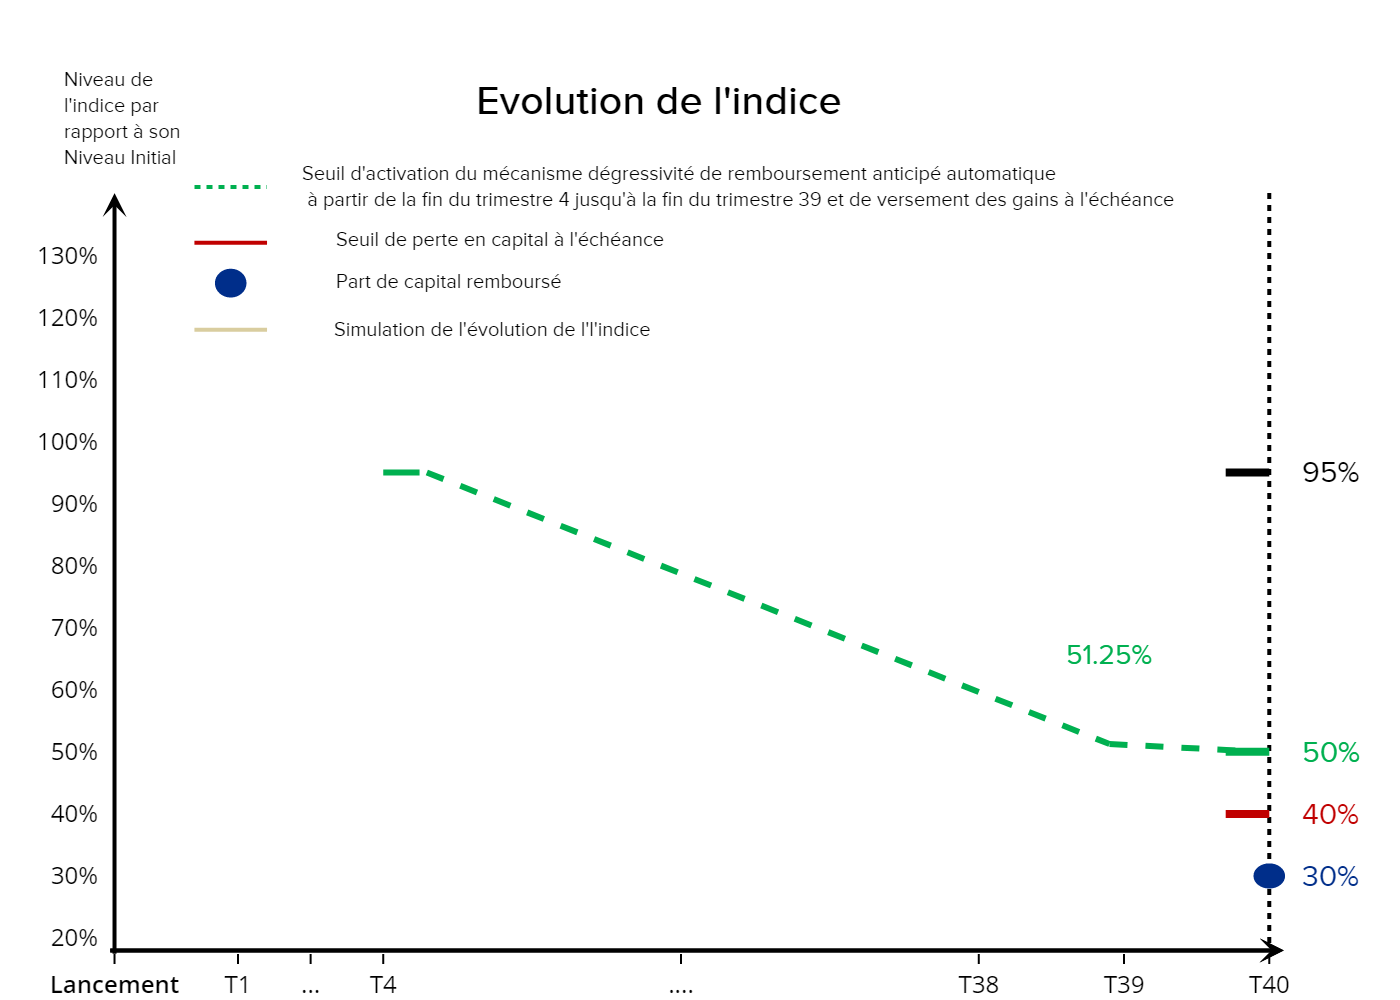 Niveau de
l'indice par
rapport à son
Niveau Initial
Evolution de l'indice
Seuil d'activation du mécanisme dégressivité de remboursement anticipé automatique
à partir de la fin du trimestre 4 jusqu'à la fin du trimestre 39 et de versement des gains à l'échéance
Seuil de perte en capital à l'échéance
Part de capital remboursé
Simulation de l'évolution de l'l'indice
130%
120%
110%
100%
90%
80%
70%
60%
50%
40%
30%
20%
95%
51.25%
50%
40%
30%
Lancement T1 ... T4 .... T38 T39 T40